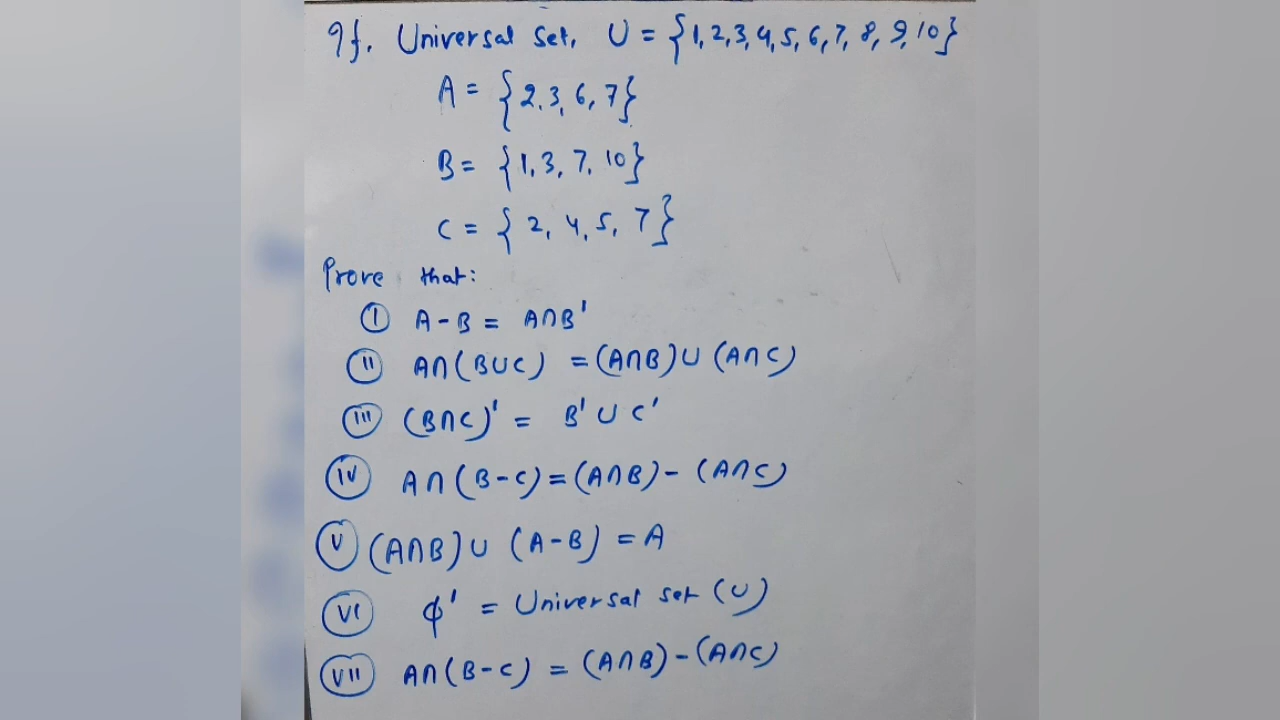 If. Universal Set, U = {1,2,3,4,5,6,7,8,9,10}
A = {2,3,6,7}
B = {1,3,7,10}
C = {2,4,5,7}
Prove that:
(I) A-B = A∩B'
(II) A∩(B∪C) = (A∩B)∪(A∩C)
(III) (B∩C)' = B'∪C'
(IV) A∩(B-C) = (A∩B)-(A∩C)
(V) (A∩B)∪(A-B) = A
(VI) ϕ' = Universal set (U)
(VII) A∩(B-C) = (A∩B)-(A∩C)